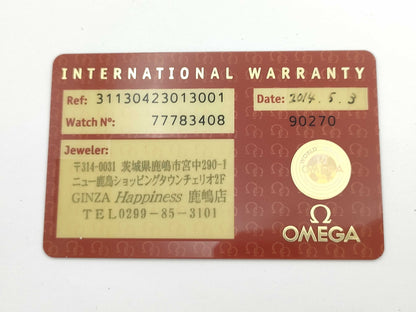 INTERNATIONAL WARRANTY
Ref: 31130423013001
Date: 2014. 5. 3
Watch Nº: 77783408
90270
Jeweler:
〒314-0031 茨城県鹿嶋市宮中290-1
ニュー鹿島ショッピングタウンチェリオ2F
GINZA Happiness 鹿嶋店
TEL0299-85-3101
WORLD
Ω
OMEGA